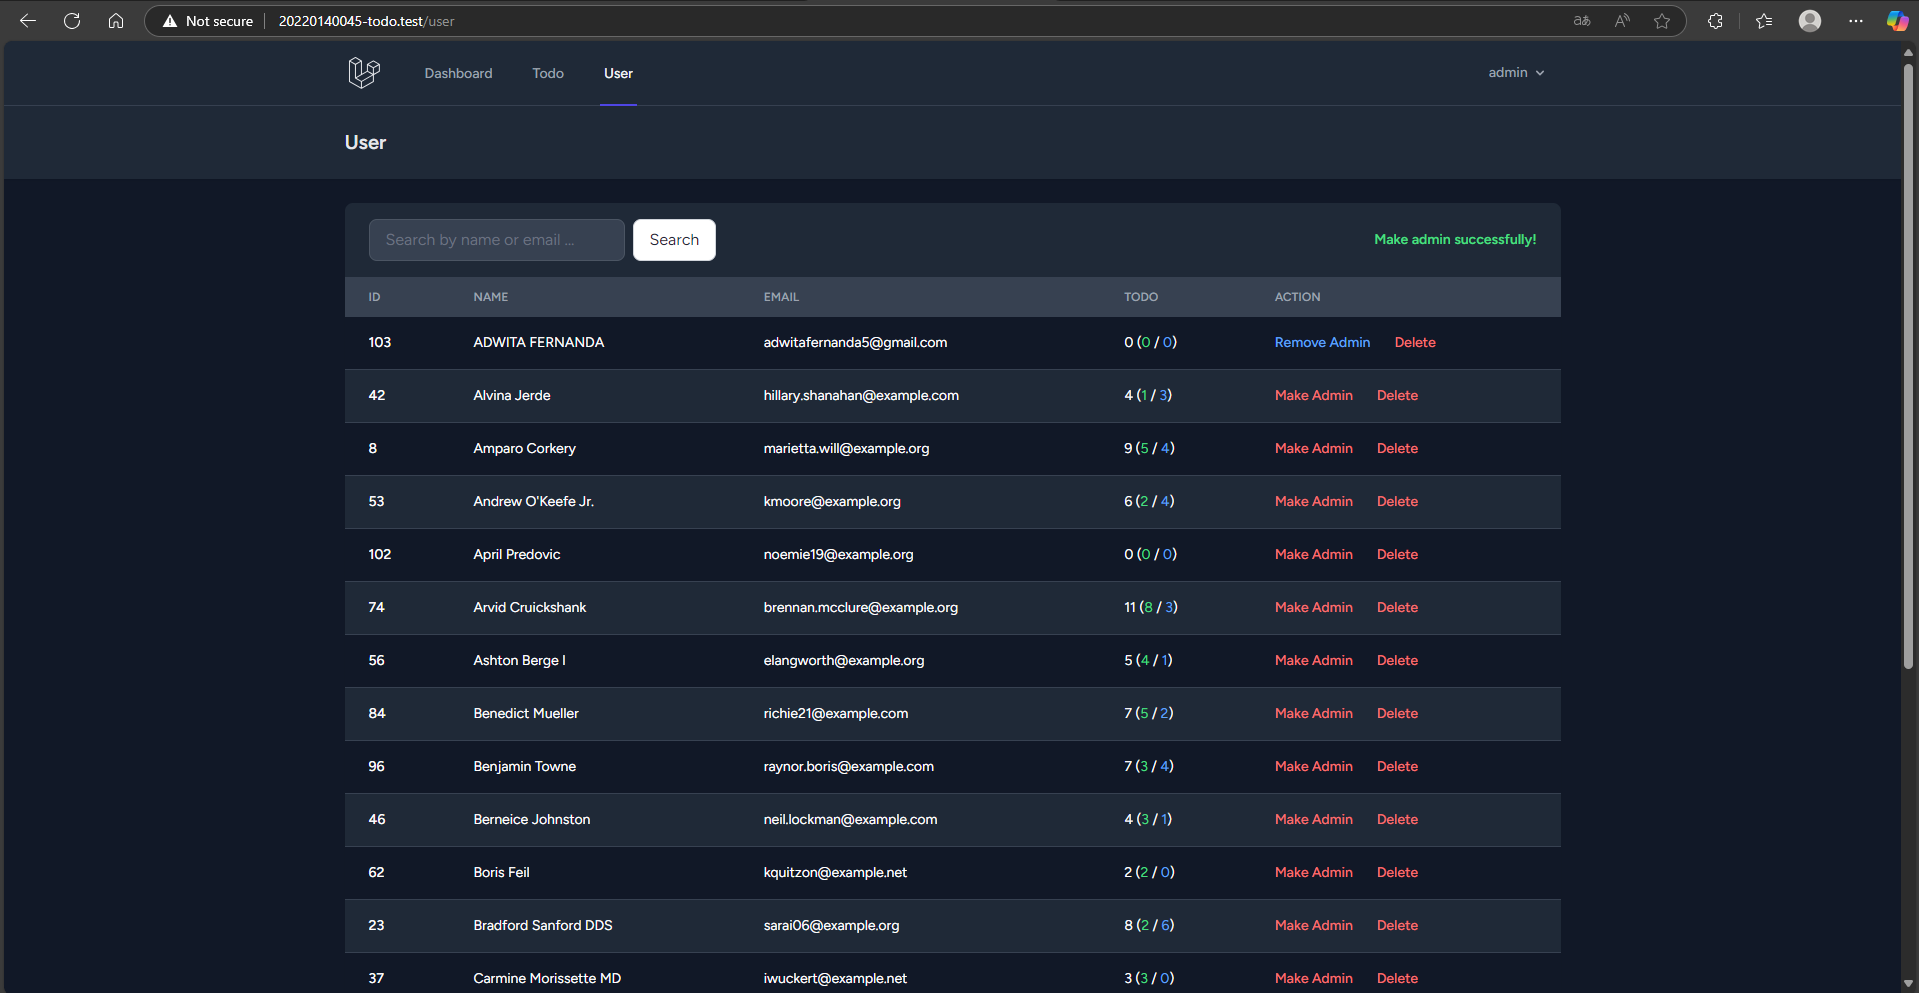 Not secure 20220140045-todo.test/user
Dashboard Todo User admin
User
Search by name or email ... Search Make admin successfully!
ID NAME EMAIL TODO ACTION
103 ADWITA FERNANDA adwitafernanda5@gmail.com 0 (0 / 0) Remove Admin Delete
42 Alvina Jerde hillary.shanahan@example.com 4 (1 / 3) Make Admin Delete
8 Amparo Corkery marietta.will@example.org 9 (5 / 4) Make Admin Delete
53 Andrew O'Keefe Jr. kmoore@example.org 6 (2 / 4) Make Admin Delete
102 April Predovic noemie19@example.org 0 (0 / 0) Make Admin Delete
74 Arvid Cruickshank brennan.mcclure@example.org 11 (8 / 3) Make Admin Delete
56 Ashton Berge I elangworth@example.org 5 (4 / 1) Make Admin Delete
84 Benedict Mueller richie21@example.com 7 (5 / 2) Make Admin Delete
96 Benjamin Towne raynor.boris@example.com 7 (3 / 4) Make Admin Delete
46 Berneice Johnston neil.lockman@example.com 4 (3 / 1) Make Admin Delete
62 Boris Feil kquitzon@example.net 2 (2 / 0) Make Admin Delete
23 Bradford Sanford DDS sarai06@example.org 8 (2 / 6) Make Admin Delete
37 Carmine Morissette MD iwuckert@example.net 3 (3 / 0) Make Admin Delete